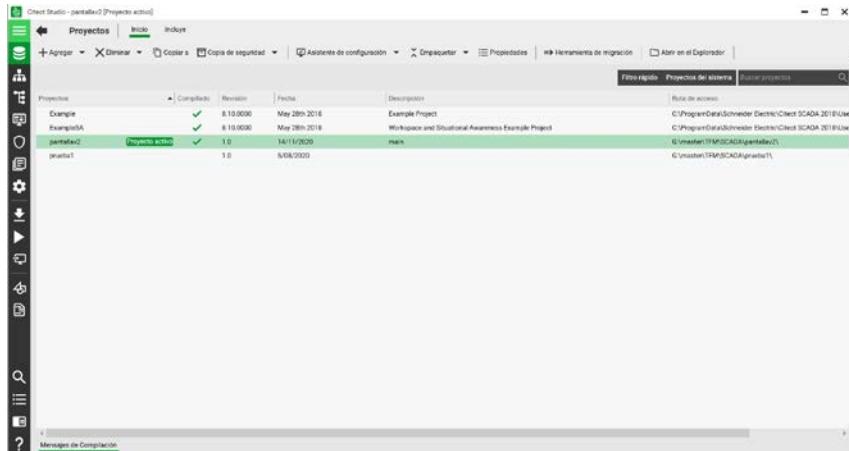 Citect Studio - pantallav2 [Proyecto activo]
Proyectos Inicio Incluye
Agregar Eliminar Copiar a Copia de seguridad Asistente de configuración Empaquetar Propiedades Herramienta de migración Abrir en el Explorador
Filtro rápido Proyectos del sistema Buscar proyectos
Proyectos Compilado Revisión Fecha Descripción Ruta de acceso
Example 8.10.0000 May 28th 2018 Example Project C:\ProgramData\Schneider Electric\Citect SCADA 2018\Use
ExampleSA 8.10.0000 May 28th 2018 Workspace and Situational Awareness Example Project C:\ProgramData\Schneider Electric\Citect SCADA 2018\Use
pantallav2 Proyecto activo 1.0 14/11/2020 main G:\master\TFM\SCADA\pantallav2\
prueba1 1.0 5/08/2020 G:\master\TFM\SCADA\prueba1\
Mensajes de Compilación